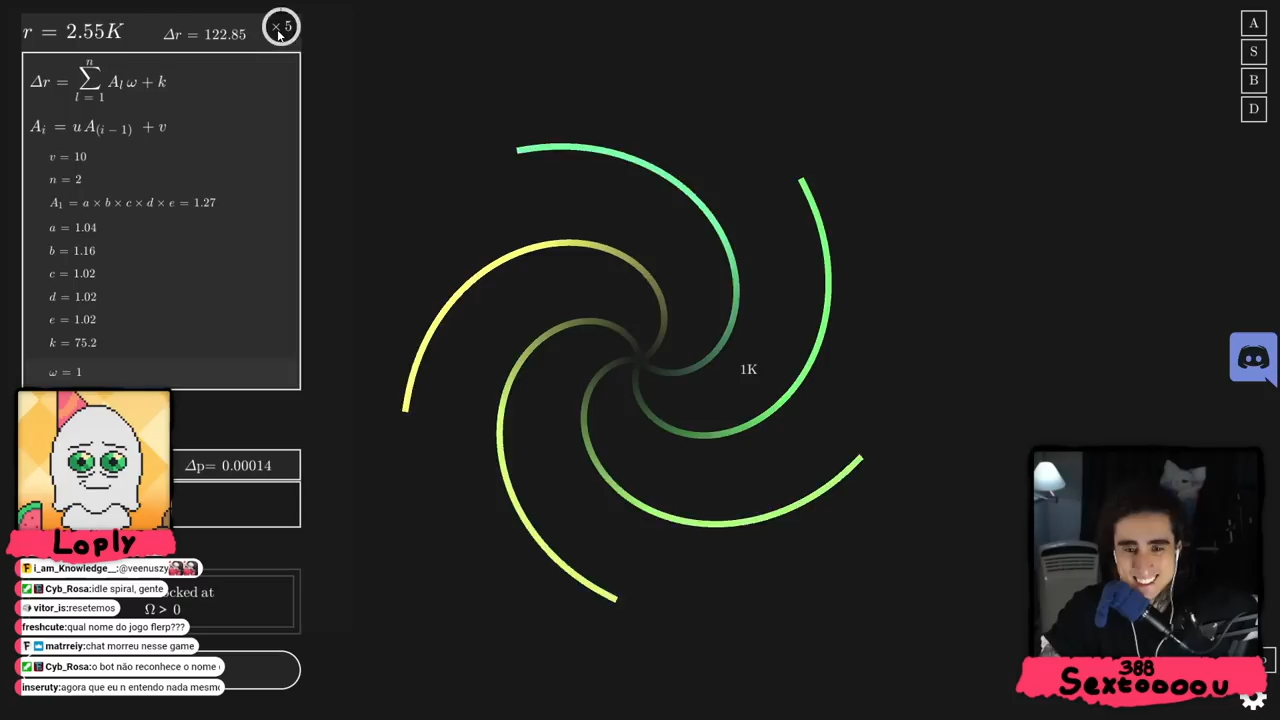 r = 2.55K
Δr = 122.85
× 5
Δr = ∑ A_l ω + k
n
l = 1
A_i = u A_(i−1) + v
v = 10
n = 2
A_1 = a × b × c × d × e = 1.27
a = 1.04
b = 1.16
c = 1.02
d = 1.02
e = 1.02
k = 75.2
ω = 1
Δp= 0.00014
Loply
i_am_Knowledge__:@veenuszy
Cyb_Rosa:idle spiral, gente
vitor_is:resetemos
freshcute:qual nome do jogo flerp???
matrreiy:chat morreu nesse game
Cyb_Rosa:o bot não reconhece o nome
inseruty:agora que eu n entendo nada mesmo
cked at
Ω > 0
1K
A
S
B
D
388
Sextooooou